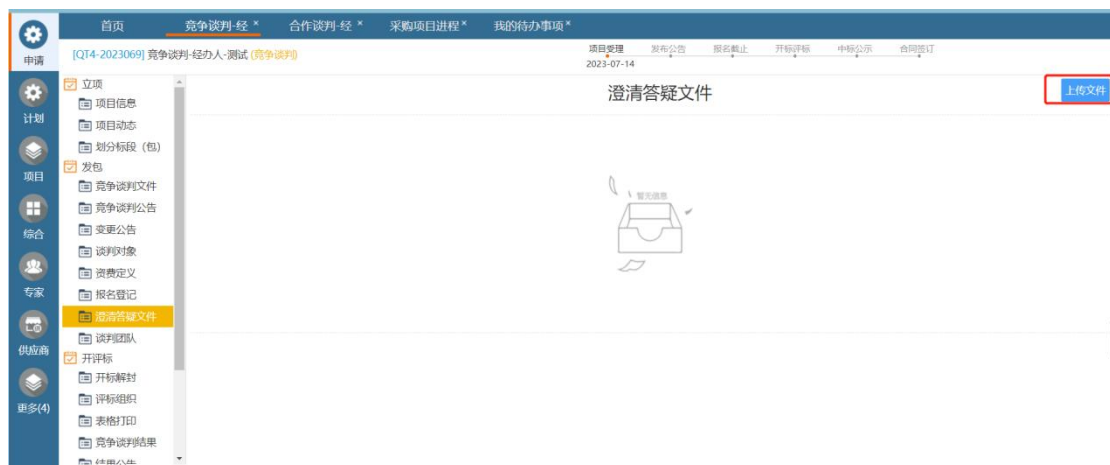 首页 竞争谈判-经 × 合作谈判-经 × 采购项目进程 × 我的待办事项 ×
申请
计划
项目
综合
专家
供应商
更多(4)
[QT4-2023069] 竞争谈判-经办人-测试 (竞争谈判)
项目受理 发布公告 报名截止 开标评标 中标公示 合同签订
2023-07-14
立项
项目信息
项目动态
划分标段（包）
发包
竞争谈判文件
竞争谈判公告
变更公告
谈判对象
资费定义
报名登记
澄清答疑文件
谈判团队
开评标
开标解封
评标组织
表格打印
竞争谈判结果
结果公告
澄清答疑文件
上传文件
暂无信息